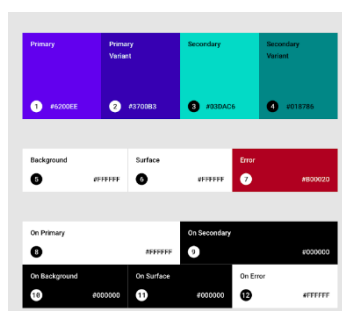 Primary
Primary
Variant
Secondary
Secondary
Variant
1 #6200EE
2 #3700B3
3 #03DAC6
4 #018786
Background
Surface
Error
5 #FFFFFF
6 #FFFFFF
7 #B00020
On Primary
On Secondary
8 #FFFFFF
9 #000000
On Background
On Surface
On Error
10 #000000
11 #000000
12 #FFFFFF